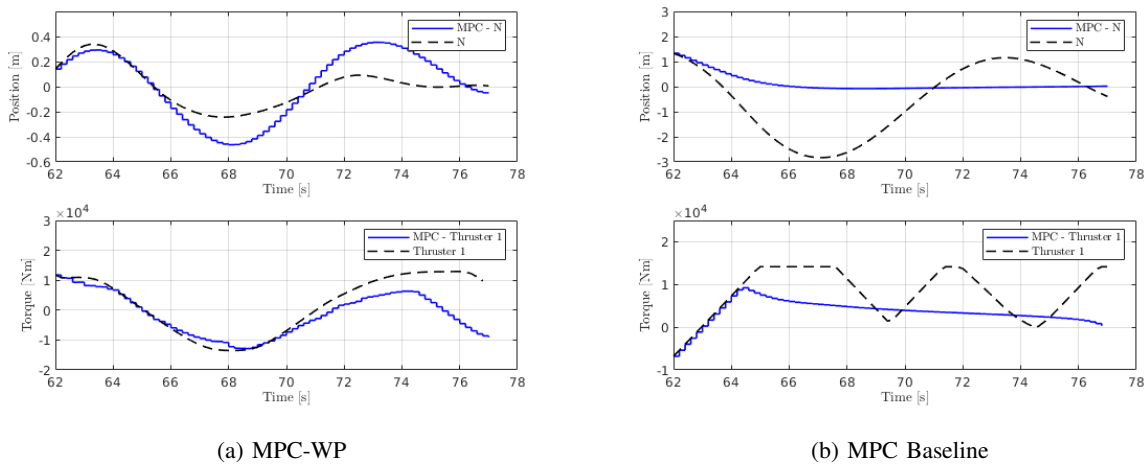 0.4
0.2
0
-0.2
-0.4
-0.6
Position [m]
MPC - N
N
62 64 66 68 70 72 74 76 78
Time [s]
×10⁴
3
2
1
0
-1
-2
Torque [Nm]
MPC - Thruster 1
Thruster 1
62 64 66 68 70 72 74 76 78
Time [s]
(a) MPC-WP
3
2
1
0
-1
-2
-3
Position [m]
MPC - N
N
62 64 66 68 70 72 74 76 78
Time [s]
×10⁴
2
1
0
-1
Torque [Nm]
MPC - Thruster 1
Thruster 1
62 64 66 68 70 72 74 76 78
Time [s]
(b) MPC Baseline